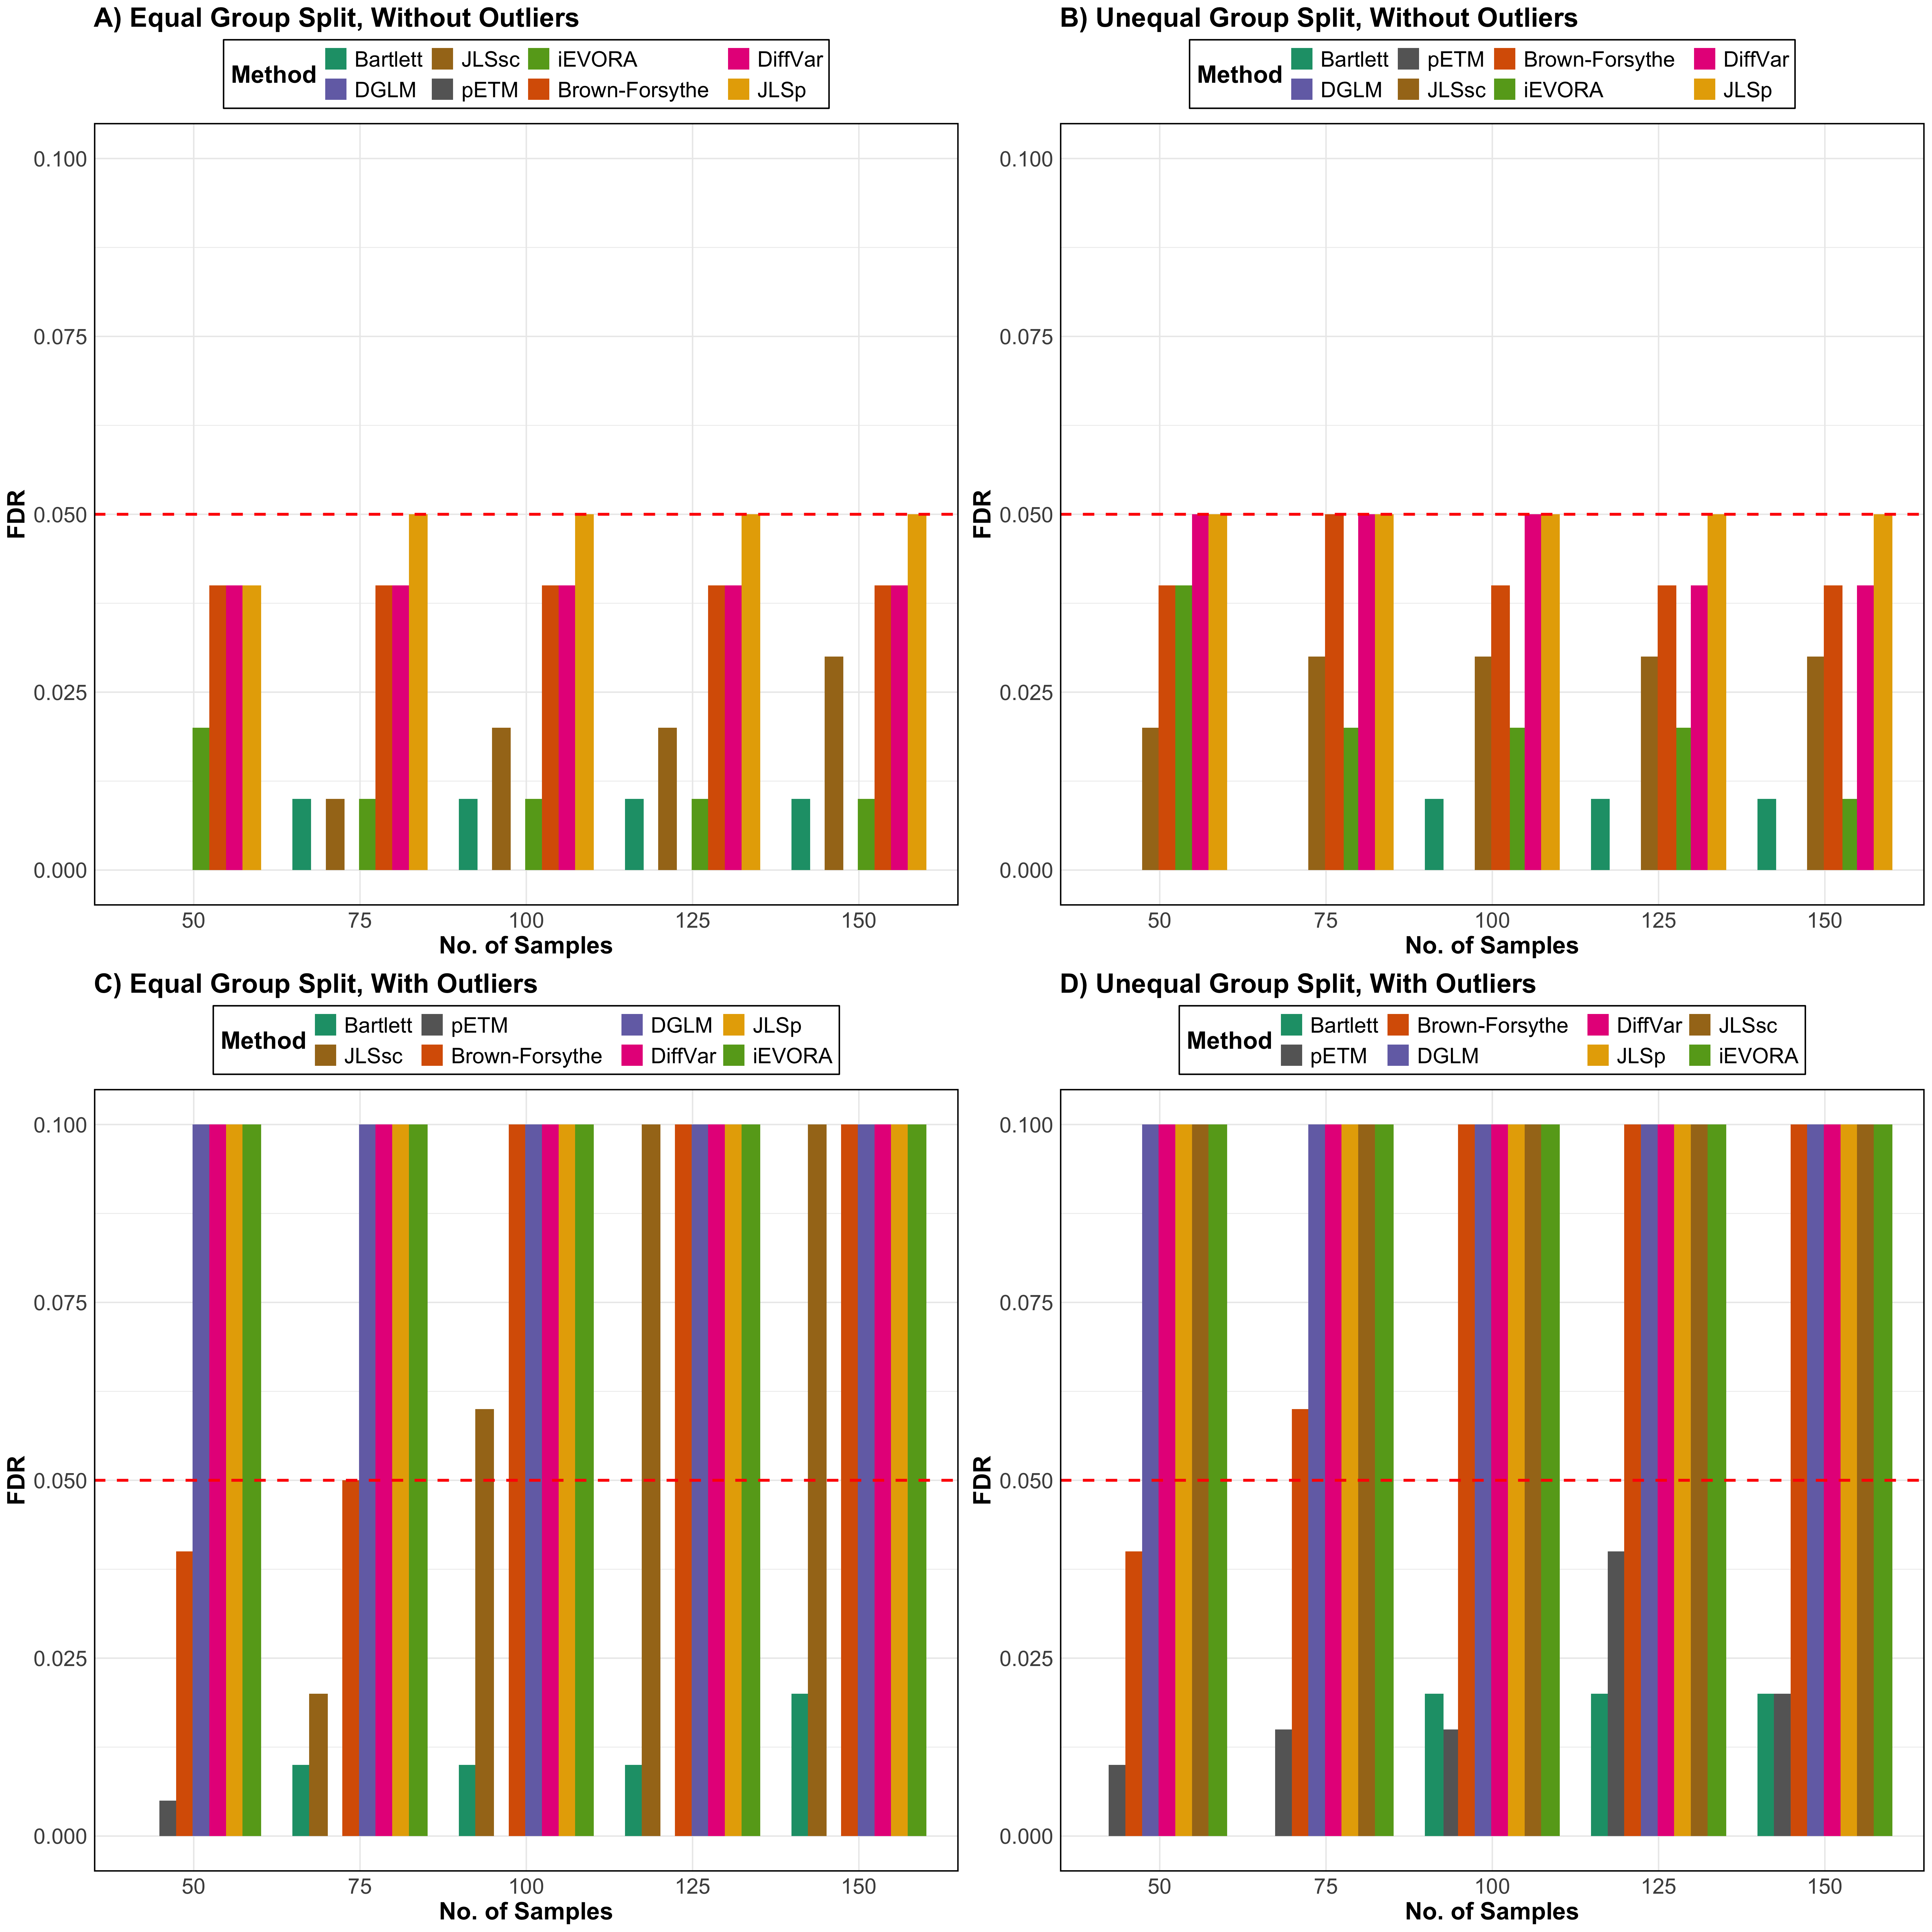 A) Equal Group Split, Without Outliers
Method Bartlett JLSsc iEVORA DiffVar
DGLM pETM Brown-Forsythe JLSp
0.100
0.075
0.050
0.025
0.000
FDR
50 75 100 125 150
No. of Samples
B) Unequal Group Split, Without Outliers
Method Bartlett pETM Brown-Forsythe DiffVar
DGLM JLSsc iEVORA JLSp
0.100
0.075
0.050
0.025
0.000
FDR
50 75 100 125 150
No. of Samples
C) Equal Group Split, With Outliers
Method Bartlett pETM DGLM JLSp
JLSsc Brown-Forsythe DiffVar iEVORA
0.100
0.075
0.050
0.025
0.000
FDR
50 75 100 125 150
No. of Samples
D) Unequal Group Split, With Outliers
Method Bartlett Brown-Forsythe DiffVar JLSsc
pETM DGLM JLSp iEVORA
0.100
0.075
0.050
0.025
0.000
FDR
50 75 100 125 150
No. of Samples